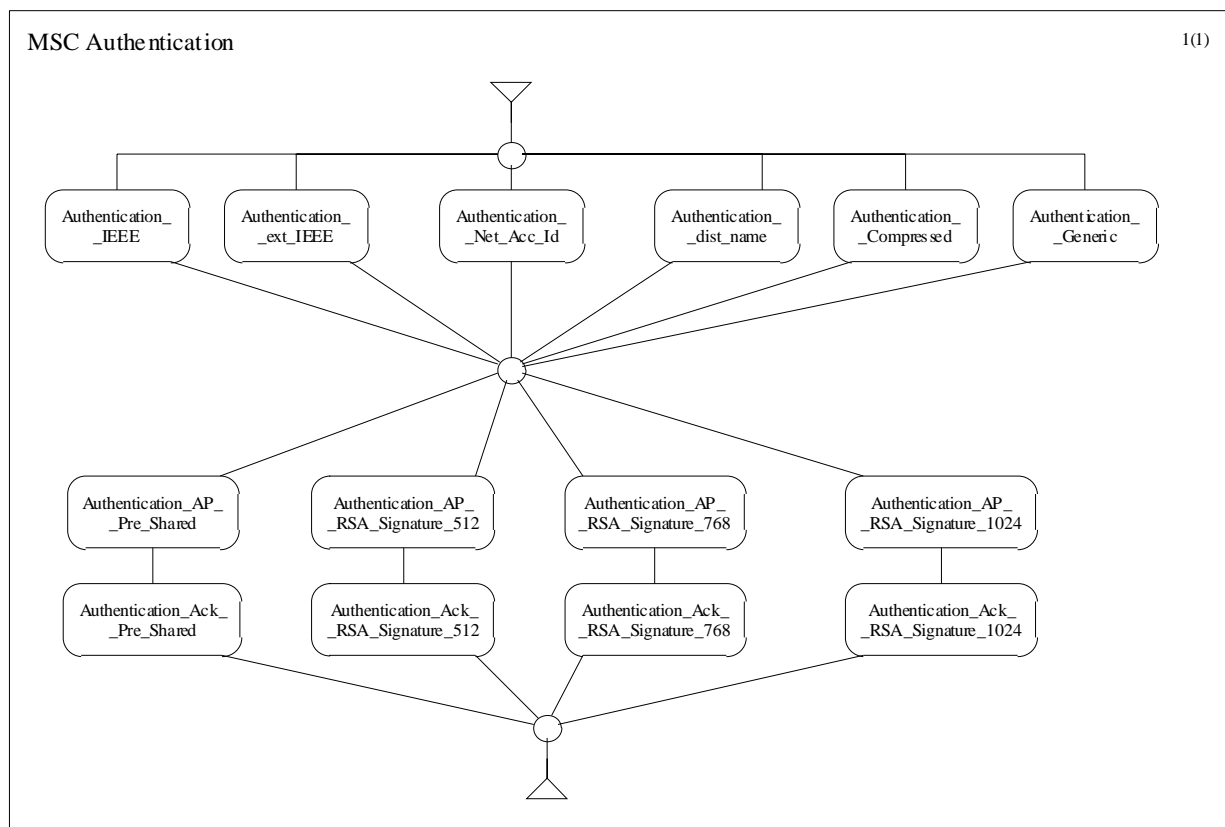 MSC Authentication
1(1)
Authentication_
_IEEE
Authentication_
_ext_IEEE
Authentication_
_Net_Acc_Id
Authentication_
_dist_name
Authentication_
_Compressed
Authentication_
_Generic
Authentication_AP_
_Pre_Shared
Authentication_AP_
_RSA_Signature_512
Authentication_AP_
_RSA_Signature_768
Authentication_AP_
_RSA_Signature_1024
Authentication_Ack_
_Pre_Shared
Authentication_Ack_
_RSA_Signature_512
Authentication_Ack_
_RSA_Signature_768
Authentication_Ack_
_RSA_Signature_1024